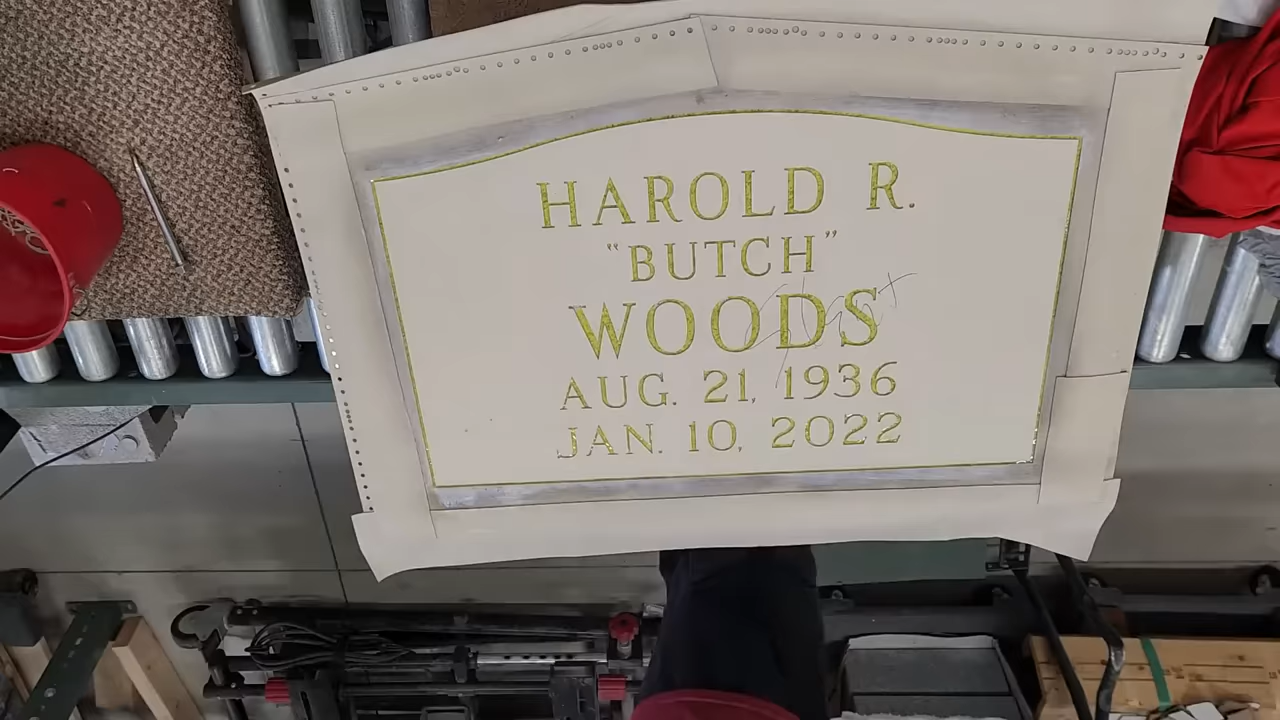 HAROLD R.
"BUTCH"
WOODS
AUG. 21, 1936
JAN. 10, 2022